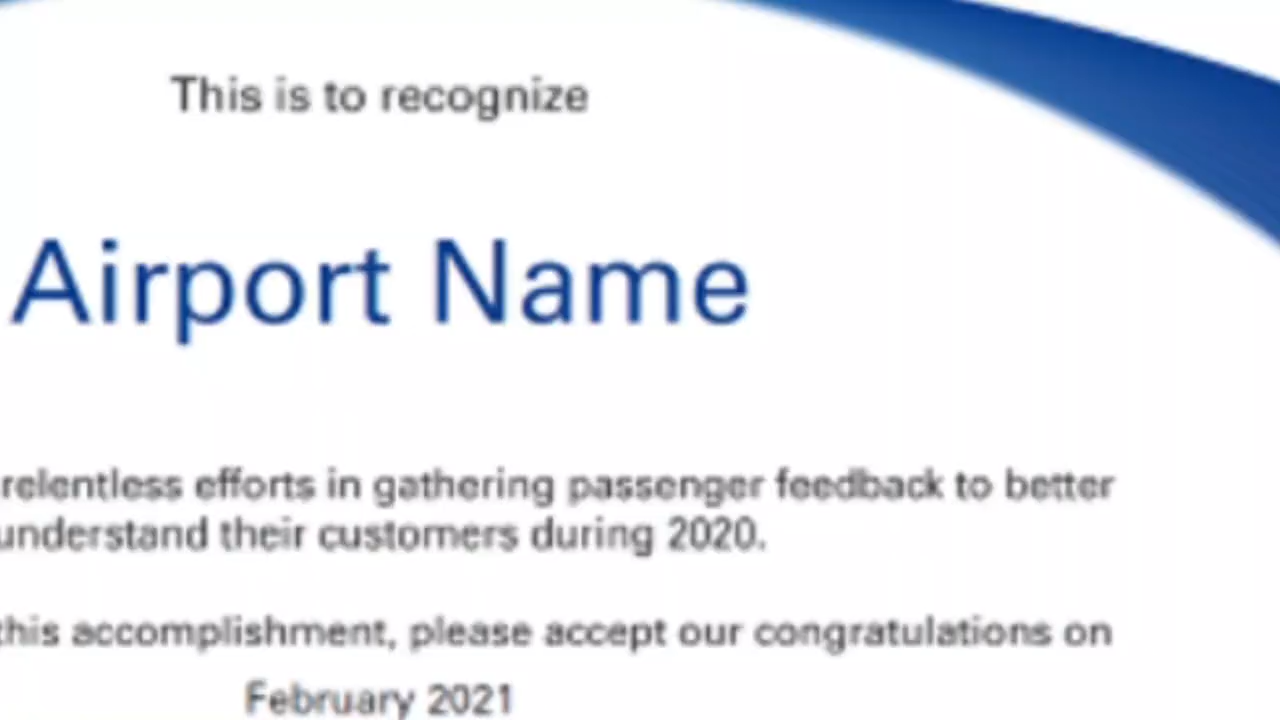 This is to recognize
Airport Name
relentless efforts in gathering passenger feedback to better
understand their customers during 2020.
this accomplishment, please accept our congratulations on
February 2021